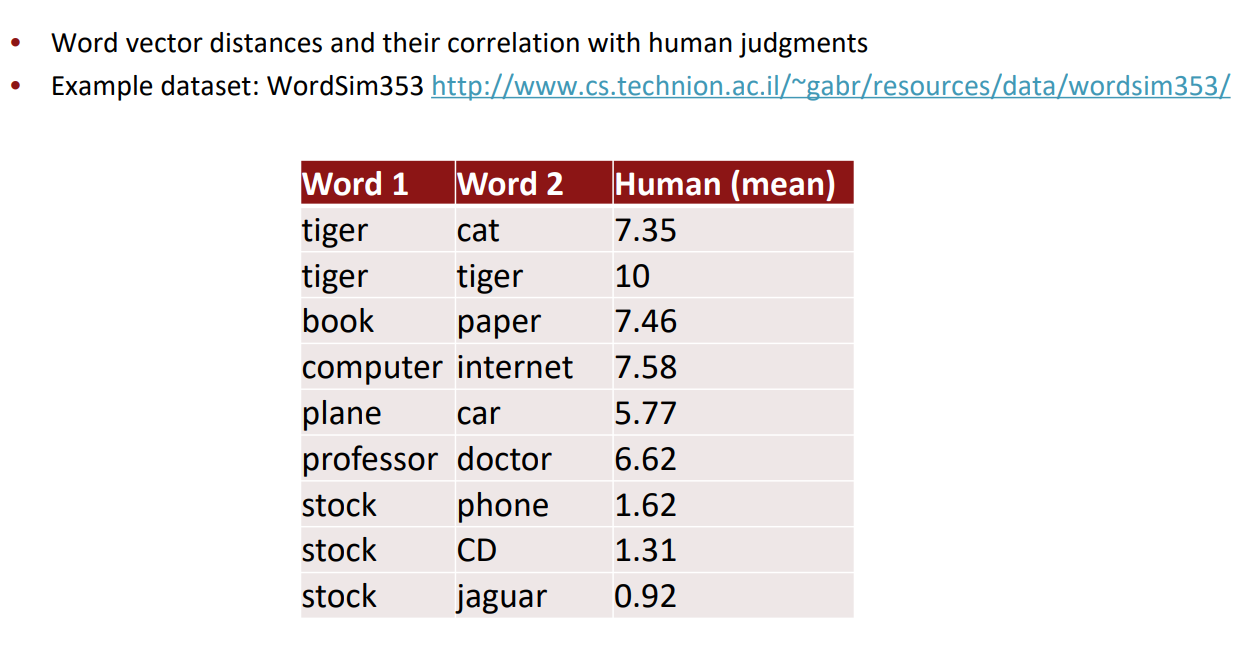 • Word vector distances and their correlation with human judgments
• Example dataset: WordSim353 http://www.cs.technion.ac.il/~gabr/resources/data/wordsim353/
Word 1 Word 2 Human (mean)
tiger cat 7.35
tiger tiger 10
book paper 7.46
computer internet 7.58
plane car 5.77
professor doctor 6.62
stock phone 1.62
stock CD 1.31
stock jaguar 0.92